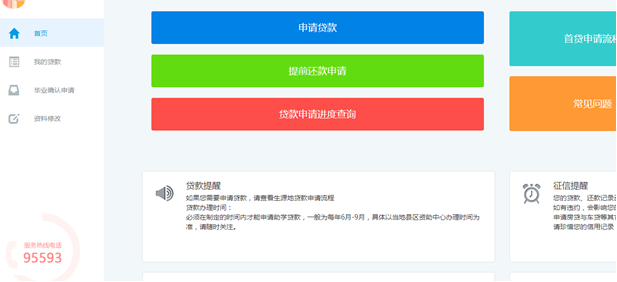 首页
我的贷款
毕业确认申请
资料修改
服务热线电话
95593
申请贷款
提前还款申请
贷款申请进度查询
首贷申请流程
常见问题
贷款提醒
如果您需要申请贷款，请查看生源地贷款申请流程
贷款办理时间：
必须在制定的时间内才能申请助学贷款，一般为每年6月-9月，具体以当地县区资助中心办理时间为
准，请随时关注。
征信提醒
您的贷款、还款记录
如有违约，会影响您
申请房贷与车贷等其
请珍惜您的信用记录